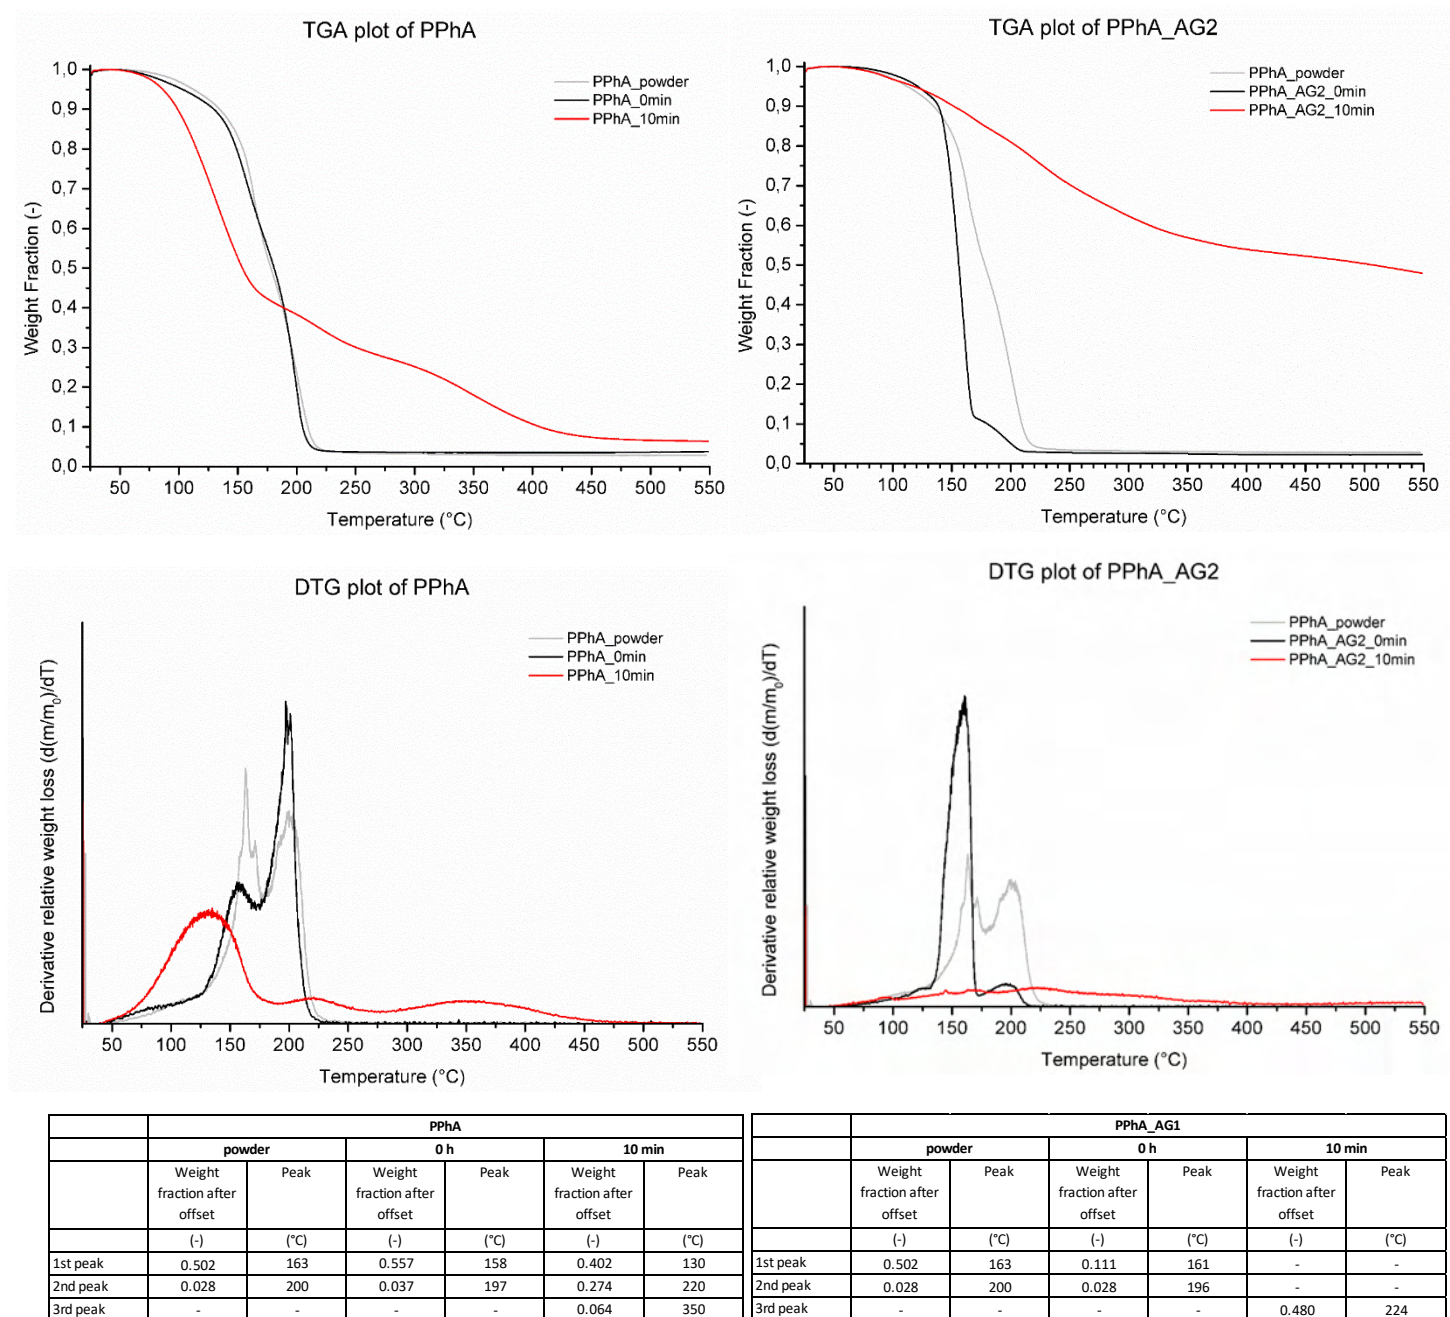 TGA plot of PPhA
PPhA_powder
PPhA_0min
PPhA_10min
1,0
0,9
0,8
0,7
0,6
0,5
0,4
0,3
0,2
0,1
0,0
Weight Fraction (-)
50 100 150 200 250 300 350 400 450 500 550
Temperature (°C)
TGA plot of PPhA_AG2
PPhA_powder
PPhA_AG2_0min
PPhA_AG2_10min
1,0
0,9
0,8
0,7
0,6
0,5
0,4
0,3
0,2
0,1
0,0
Weight Fraction (-)
50 100 150 200 250 300 350 400 450 500 550
Temperature (°C)
DTG plot of PPhA
PPhA_powder
PPhA_0min
PPhA_10min
Derivative relative weight loss (d(m/m0)/dT)
50 100 150 200 250 300 350 400 450 500 550
Temperature (°C)
DTG plot of PPhA_AG2
PPhA_powder
PPhA_AG2_0min
PPhA_AG2_10min
Derivative relative weight loss (d(m/m0)/dT)
50 100 150 200 250 300 350 400 450 500 550
Temperature (°C)
PPhA
powder 0 h 10 min
Weight Peak Weight Peak Weight Peak
fraction after fraction after fraction after
offset offset offset
(-) (°C) (-) (°C) (-) (°C)
1st peak 0.502 163 0.557 158 0.402 130
2nd peak 0.028 200 0.037 197 0.274 220
3rd peak - - - - 0.064 350
PPhA_AG1
powder 0 h 10 min
Weight Peak Weight Peak Weight Peak
fraction after fraction after fraction after
offset offset offset
(-) (°C) (-) (°C) (-) (°C)
1st peak 0.502 163 0.111 161 - -
2nd peak 0.028 200 0.028 196 - -
3rd peak - - - - 0.480 224